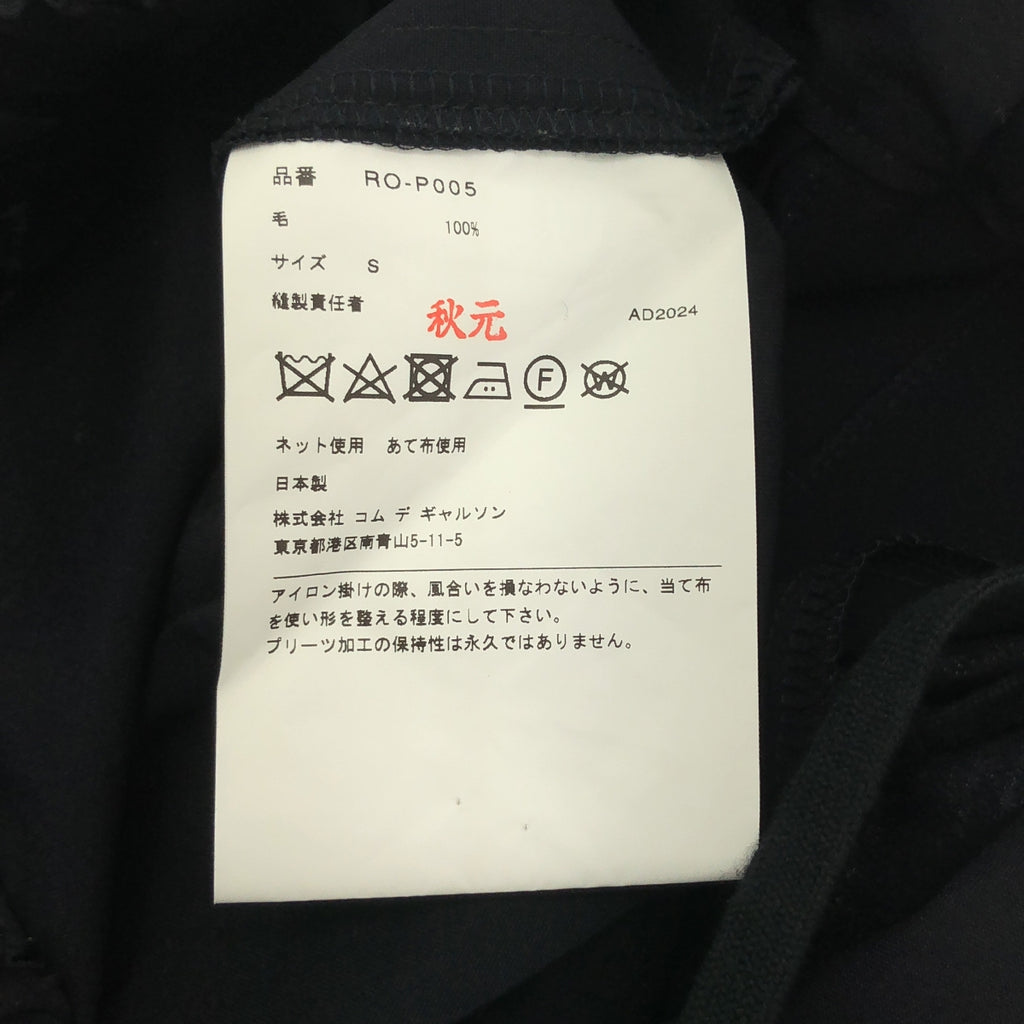 品番 RO-P005
毛 100%
サイズ S
縫製責任者 秋元 AD2024
F W
ネット使用 あて布使用
日本製
株式会社 コム デ ギャルソン
東京都港区南青山5-11-5
アイロン掛けの際、風合いを損なわないように、当て布
を使い形を整える程度にして下さい。
プリーツ加工の保持性は永久ではありません。